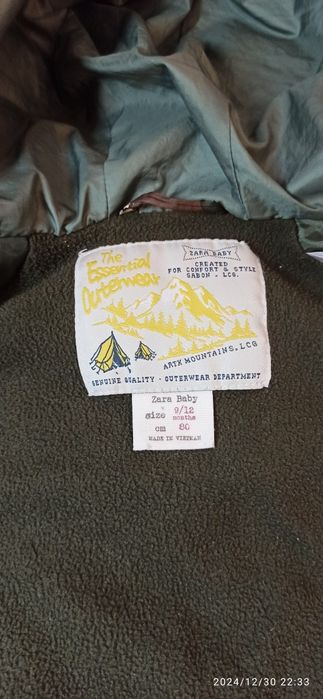 The
Essential
Outerwear
ZARA BABY
CREATED
FOR COMFORT & STYLE
GABON . LCG.
ARTK MOUNTAINS.LCG
GENUINE QUALITY · OUTERWEAR DEPARTMENT
Zara Baby
size 9/12
months
cm 80
MADE IN VIETNAM
2024/12/30 22:33